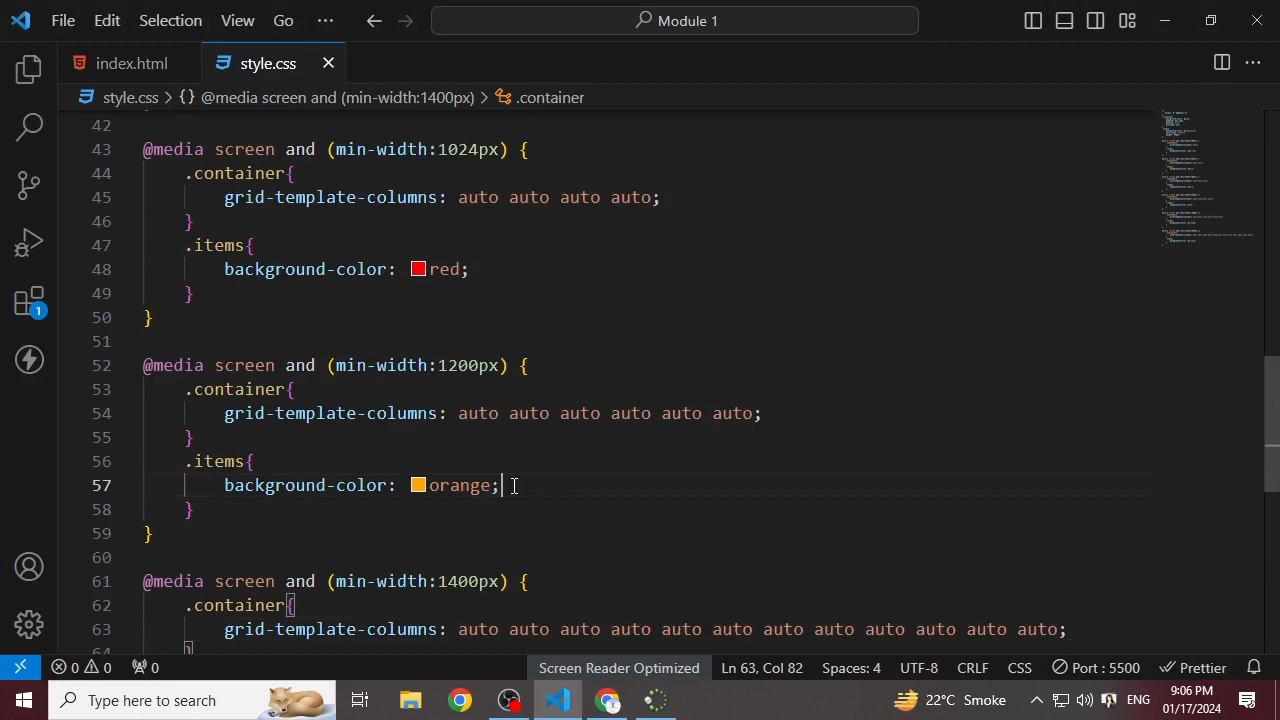 File Edit Selection View Go ··· Module 1
index.html style.css
style.css > {} @media screen and (min-width:1400px) > .container
42
43 @media screen and (min-width:1024px) {
44 .container{
45 grid-template-columns: auto auto auto auto;
46 }
47 .items{
48 background-color: red;
49 }
50 }
51
52 @media screen and (min-width:1200px) {
53 .container{
54 grid-template-columns: auto auto auto auto auto auto;
55 }
56 .items{
57 background-color: orange;
58 }
59 }
60
61 @media screen and (min-width:1400px) {
62 .container{
63 grid-template-columns: auto auto auto auto auto auto auto auto auto auto auto auto;
64 }
1
0 0 0 Screen Reader Optimized Ln 63, Col 82 Spaces: 4 UTF-8 CRLF CSS Port : 5500 Prettier
Type here to search 22°C Smoke ENG 9:06 PM
01/17/2024